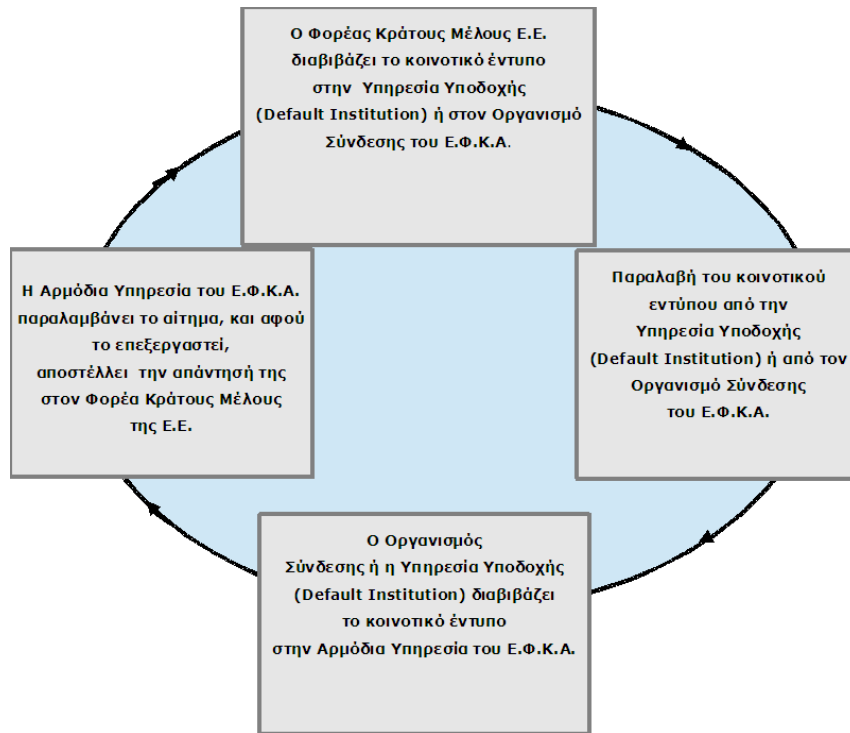 Ο Φορέας Κράτους Μέλους Ε.Ε.
διαβιβάζει το κοινοτικό έντυπο
στην Υπηρεσία Υποδοχής
(Default Institution) ή στον Οργανισμό
Σύνδεσης του Ε.Φ.Κ.Α.
Παραλαβή του κοινοτικού
εντύπου από την
Υπηρεσία Υποδοχής
(Default Institution) ή από τον
Οργανισμό Σύνδεσης
του Ε.Φ.Κ.Α.
Ο Οργανισμός
Σύνδεσης ή η Υπηρεσία Υποδοχής
(Default Institution) διαβιβάζει
το κοινοτικό έντυπο
στην Αρμόδια Υπηρεσία του Ε.Φ.Κ.Α.
Η Αρμόδια Υπηρεσία του Ε.Φ.Κ.Α.
παραλαμβάνει το αίτημα, και αφού
το επεξεργαστεί,
αποστέλλει την απάντησή της
στον Φορέα Κράτους Μέλους
της Ε.Ε.